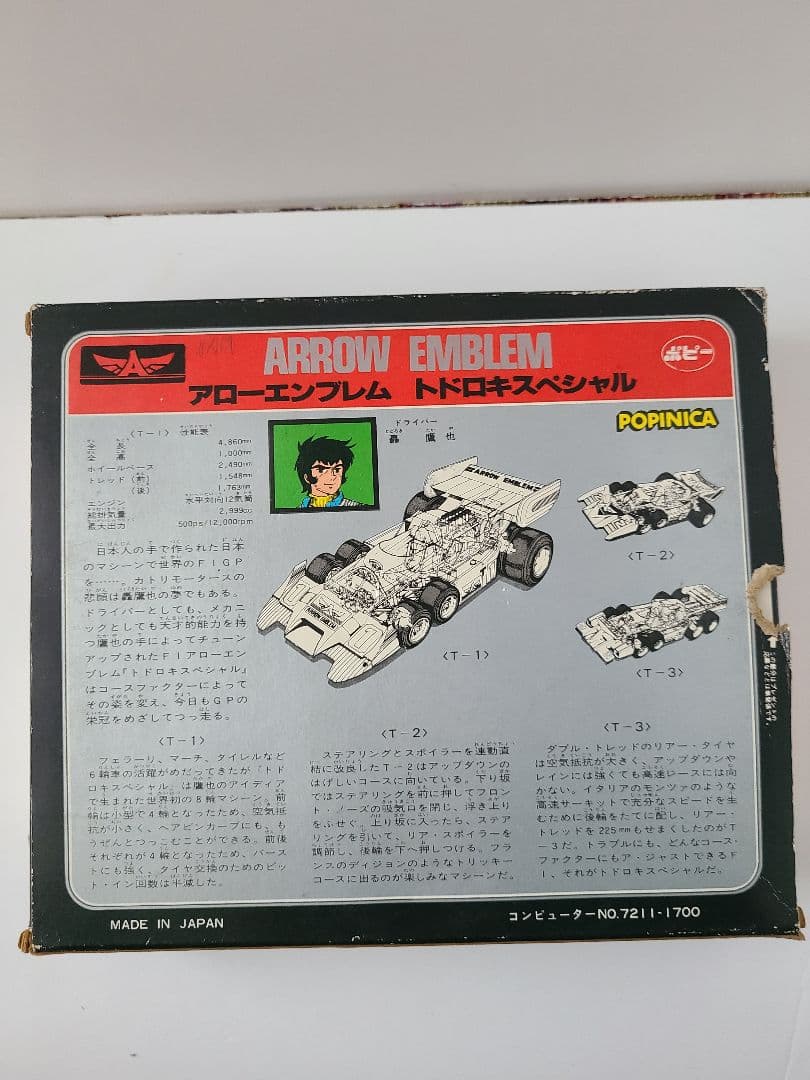 A
ARROW EMBLEM
アローエンブレム トドロキスペシャル
ポピー
POPINICA
〈T-1〉性能表
全長 4,860mm
全高 1,000mm
ホイールベース 2,490mm
トレッド(前) 1,548mm
〃 (後) 1,763mm
エンジン 水平対向12気筒
総排気量 2,999cc
最大出力 500ps/12,000rpm
ドライバー
轟 鷹也
日本人の手で作られた日本
のマシーンで世界のF1GP
を……。カトリモータースの
悲願は轟鷹也の夢でもある。
ドライバーとしても、メカニ
ックとしても天才的能力を持
つ鷹也の手によってチューン
アップされたF1アローエン
ブレム「トドロキスペシャル」
はコースファクターによって
その姿を変え、今日もGPの
栄冠をめざしてつっ走る。
ARROW EMBLEM
ARROW EMBLEM
7
〈T-1〉
〈T-2〉
〈T-3〉
〈T-1〉
フェラーリ、マーチ、タイレルなど
6輪車の活躍がめだってきたが「トド
ロキスペシャル」は鷹也のアイディア
で生まれた世界初の8輪マシーン。前
輪は小型で4輪となったため、空気抵
抗が小さく、ヘアピンカーブにも、も
うぜんとつっこむことができる。前後
それぞれが4輪となったため、バース
トにも強く、タイヤ交換のためのピッ
ト・イン回数は半減した。
〈T-2〉
ステアリングとスポイラーを連動直
結に改良したT-2はアップダウンの
はげしいコースに向いている。下り坂
ではステアリングを前に押してフロン
ト・ノーズの吸気口を閉じ、浮き上り
をふせぐ。上り坂に入ったら、ステア
リングを引いて、リア・スポイラーを
調節し、後輪を下へ押しつける。フラ
ンスのディジョンのようなトリッキー
コースに出るのが楽しみなマシーンだ。
〈T-3〉
ダブル・トレッドのリアー・タイヤ
は空気抵抗が大きく、アップダウンや
レインには強くても高速レースには向
かない。イタリアのモンツァのような
高速サーキットで充分なスピードを生
むために後輪をたてに配し、リアー・
トレッドを225mmもせまくしたのがT
-3だ。トラブルにも、どんなコース・
ファクターにもア・ジャストできるF
1、それがトドロキスペシャルだ。
MADE IN JAPAN
コンピューターNO.7211-1700